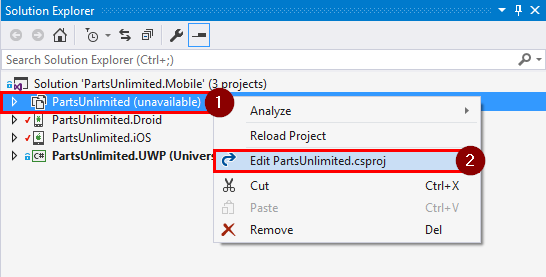 Solution Explorer
Search Solution Explorer (Ctrl+;)
Solution 'PartsUnlimited.Mobile' (3 projects)
PartsUnlimited (unavailable)
1
PartsUnlimited.Droid
PartsUnlimited.iOS
C# PartsUnlimited.UWP (Univers
Analyze
Reload Project
Edit PartsUnlimited.csproj
2
Cut Ctrl+X
Paste Ctrl+V
Remove Del